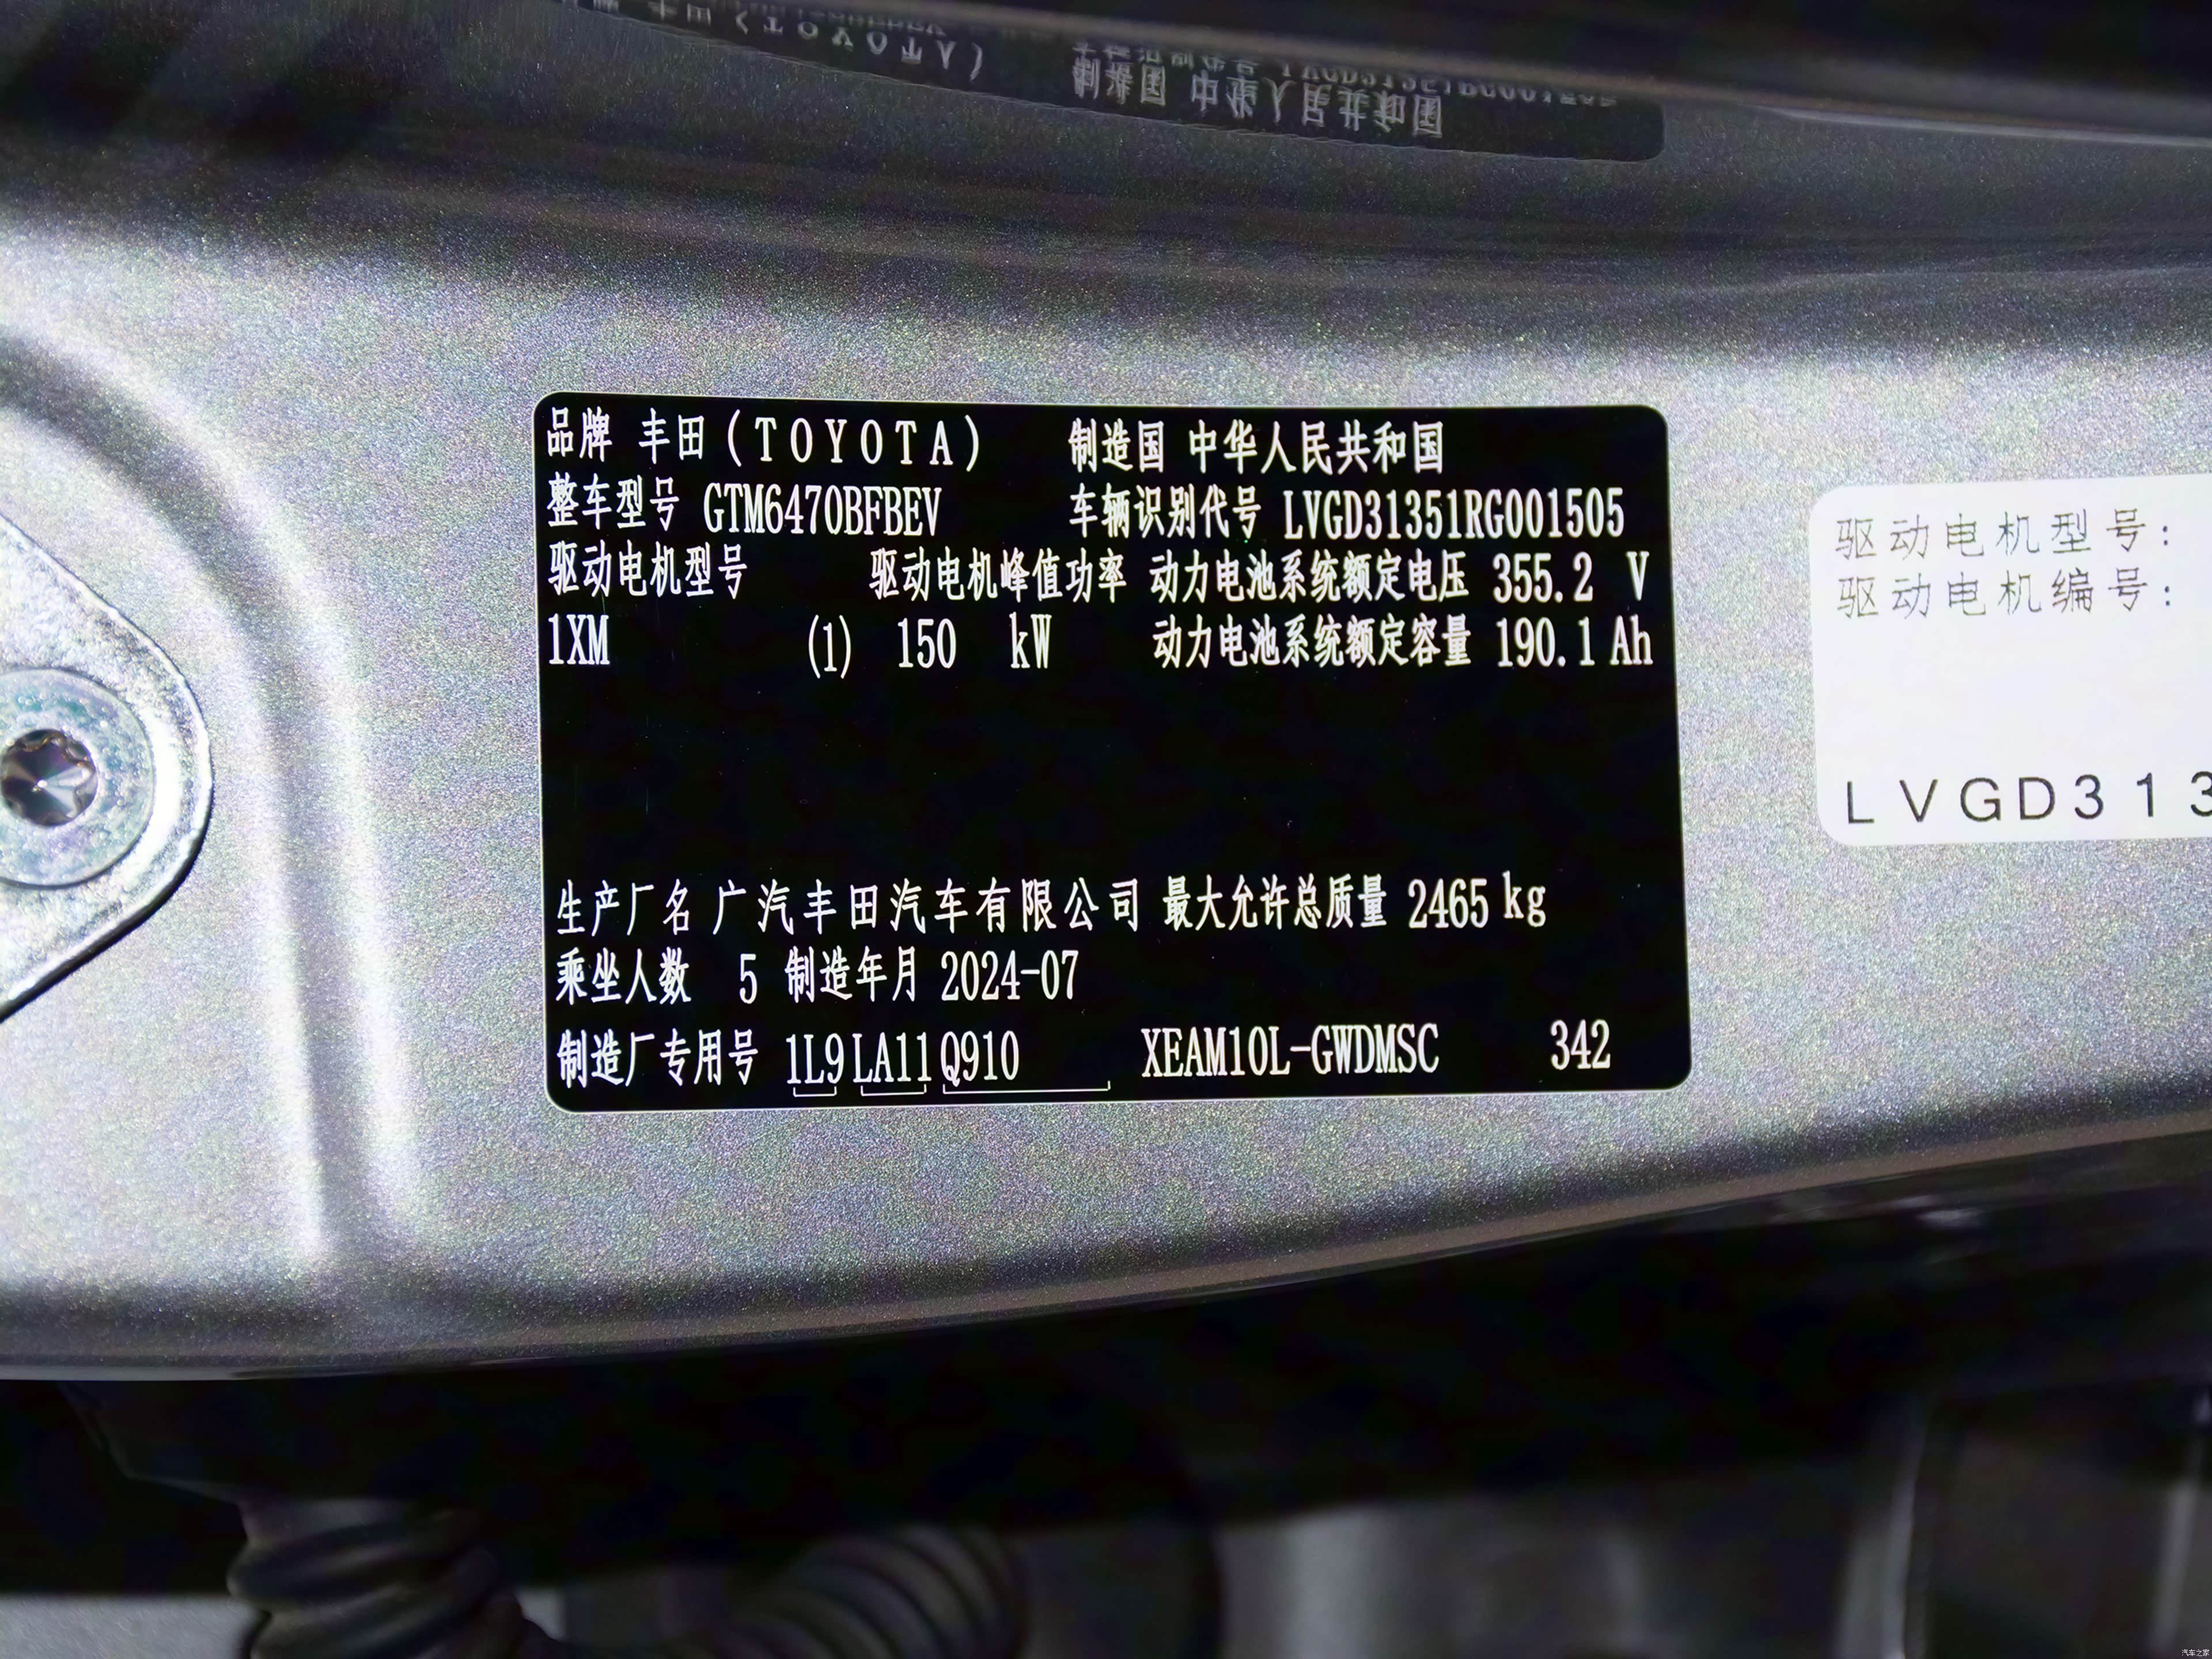 品牌 丰田(TOYOTA) 制造国 中华人民共和国
整车型号 GTM6470BFBEV 车辆识别代号 LVGD31351RG001505
驱动电机型号 驱动电机峰值功率 动力电池系统额定电压 355.2 V
1XM (1) 150 kW 动力电池系统额定容量 190.1 Ah
生产厂名 广汽丰田汽车有限公司 最大允许总质量 2465 kg
乘坐人数 5 制造年月 2024-07
制造厂专用号 1L9 LA11 Q910 XEAM10L-GWDMSC 342
驱动电机型号:
驱动电机编号:
LVGD313
汽车之家